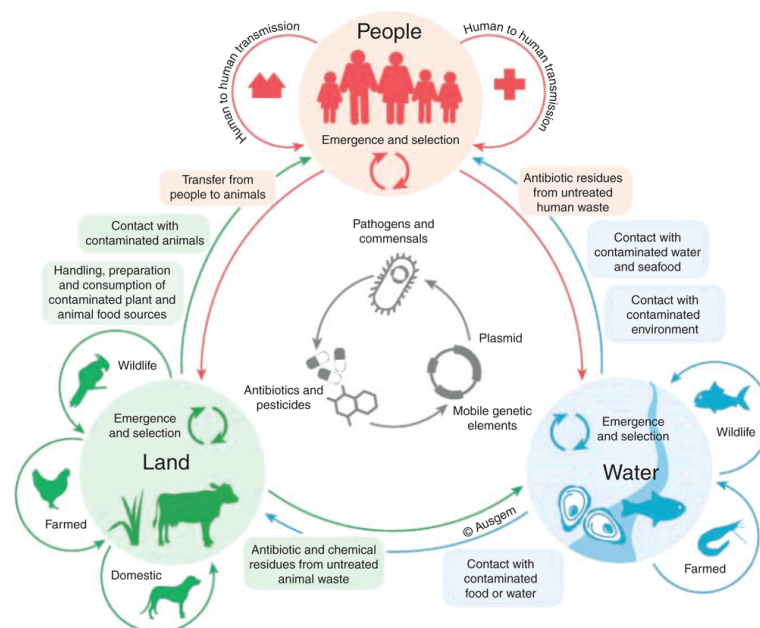 People
Human to human transmission
Human to human transmission
Emergence and selection
Transfer from
people to animals
Antibiotic residues
from untreated
human waste
Contact with
contaminated animals
Pathogens and
commensals
Contact with
contaminated water
and seafood
Handling, preparation
and consumption of
contaminated plant and
animal food sources
Contact with
contaminated
environment
Plasmid
Wildlife
Antibiotics and
pesticides
Mobile genetic
elements
Emergence
and selection
Land
Emergence
and selection
Water
Wildlife
Farmed
© Ausgem
Antibiotic and chemical
residues from untreated
animal waste
Contact with
contaminated
food or water
Farmed
Domestic